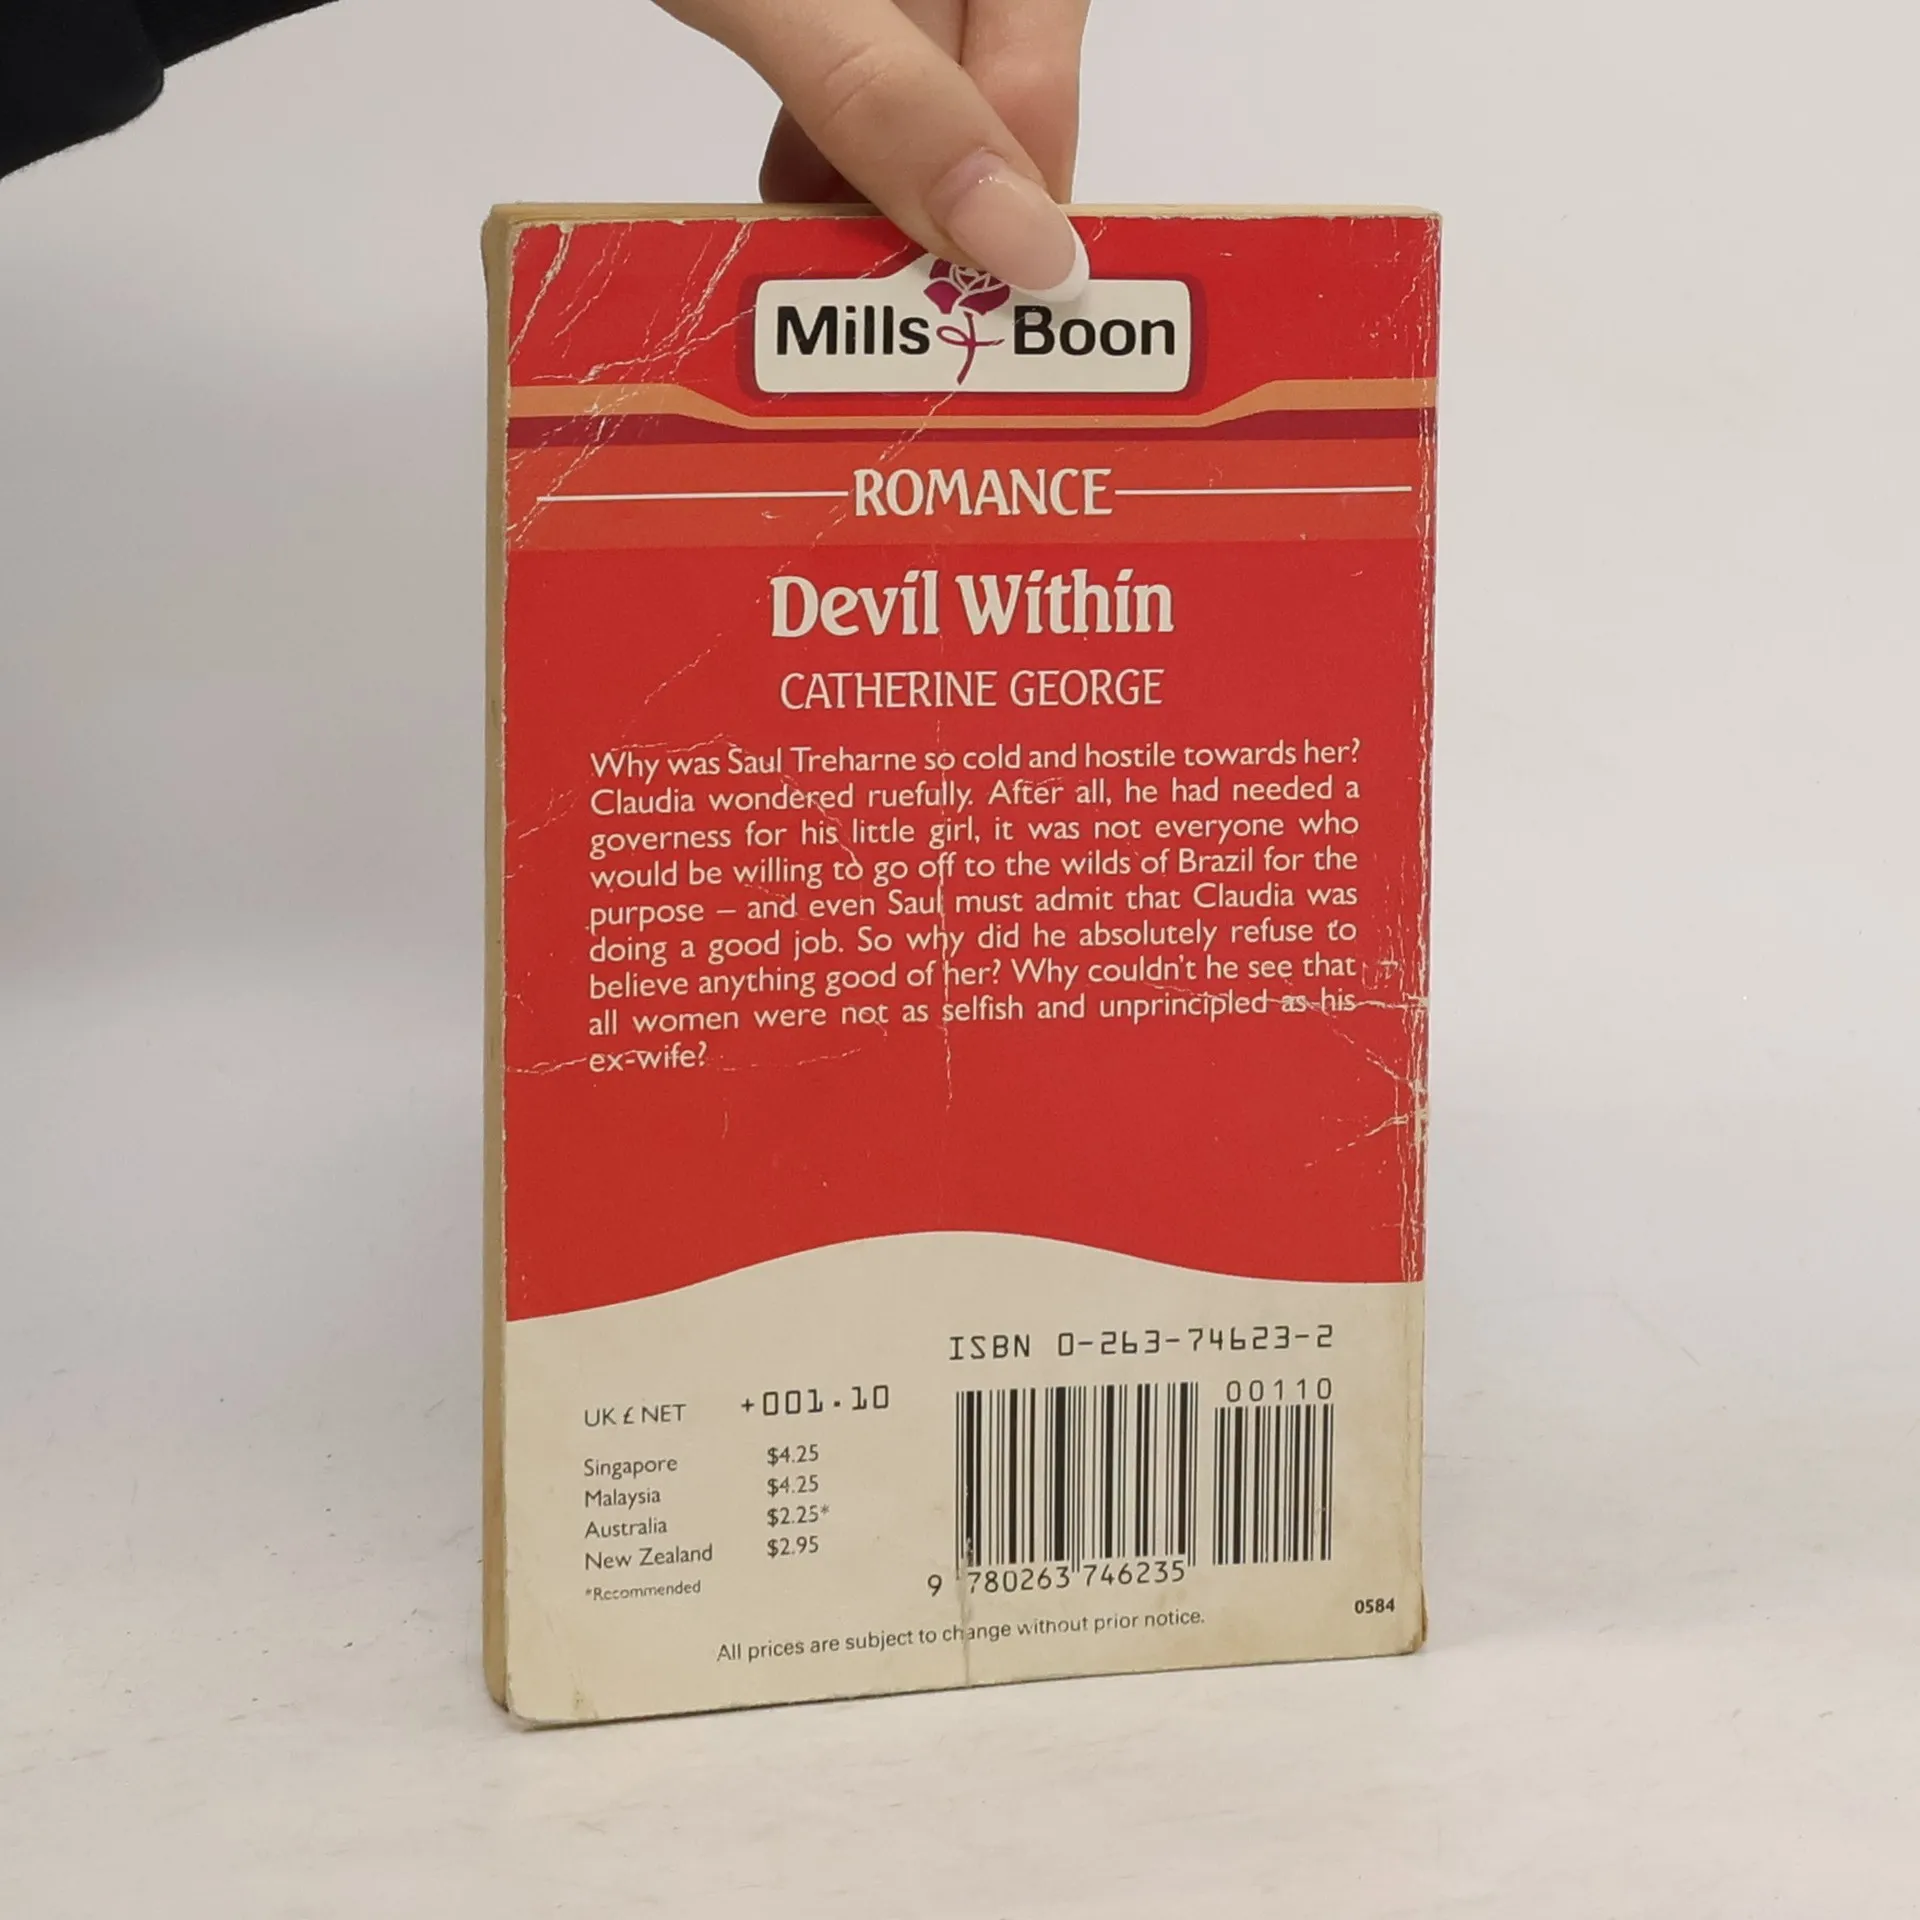 Mills & Boon
ROMANCE
Devil Within
CATHERINE GEORGE
Why was Saul Treharne so cold and hostile towards her?
Claudia wondered ruefully. After all, he had needed a
governess for his little girl, it was not everyone who
would be willing to go off to the wilds of Brazil for the
purpose – and even Saul must admit that Claudia was
doing a good job. So why did he absolutely refuse to
believe anything good of her? Why couldn't he see that
all women were not as selfish and unprincipled as his
ex-wife?
ISBN 0-263-74623-2
UK £ NET +001.10
00110
Singapore $4.25
Malaysia $4.25
Australia $2.25*
New Zealand $2.95
*Recommended
9 780263 746235
0584
All prices are subject to change without prior notice.